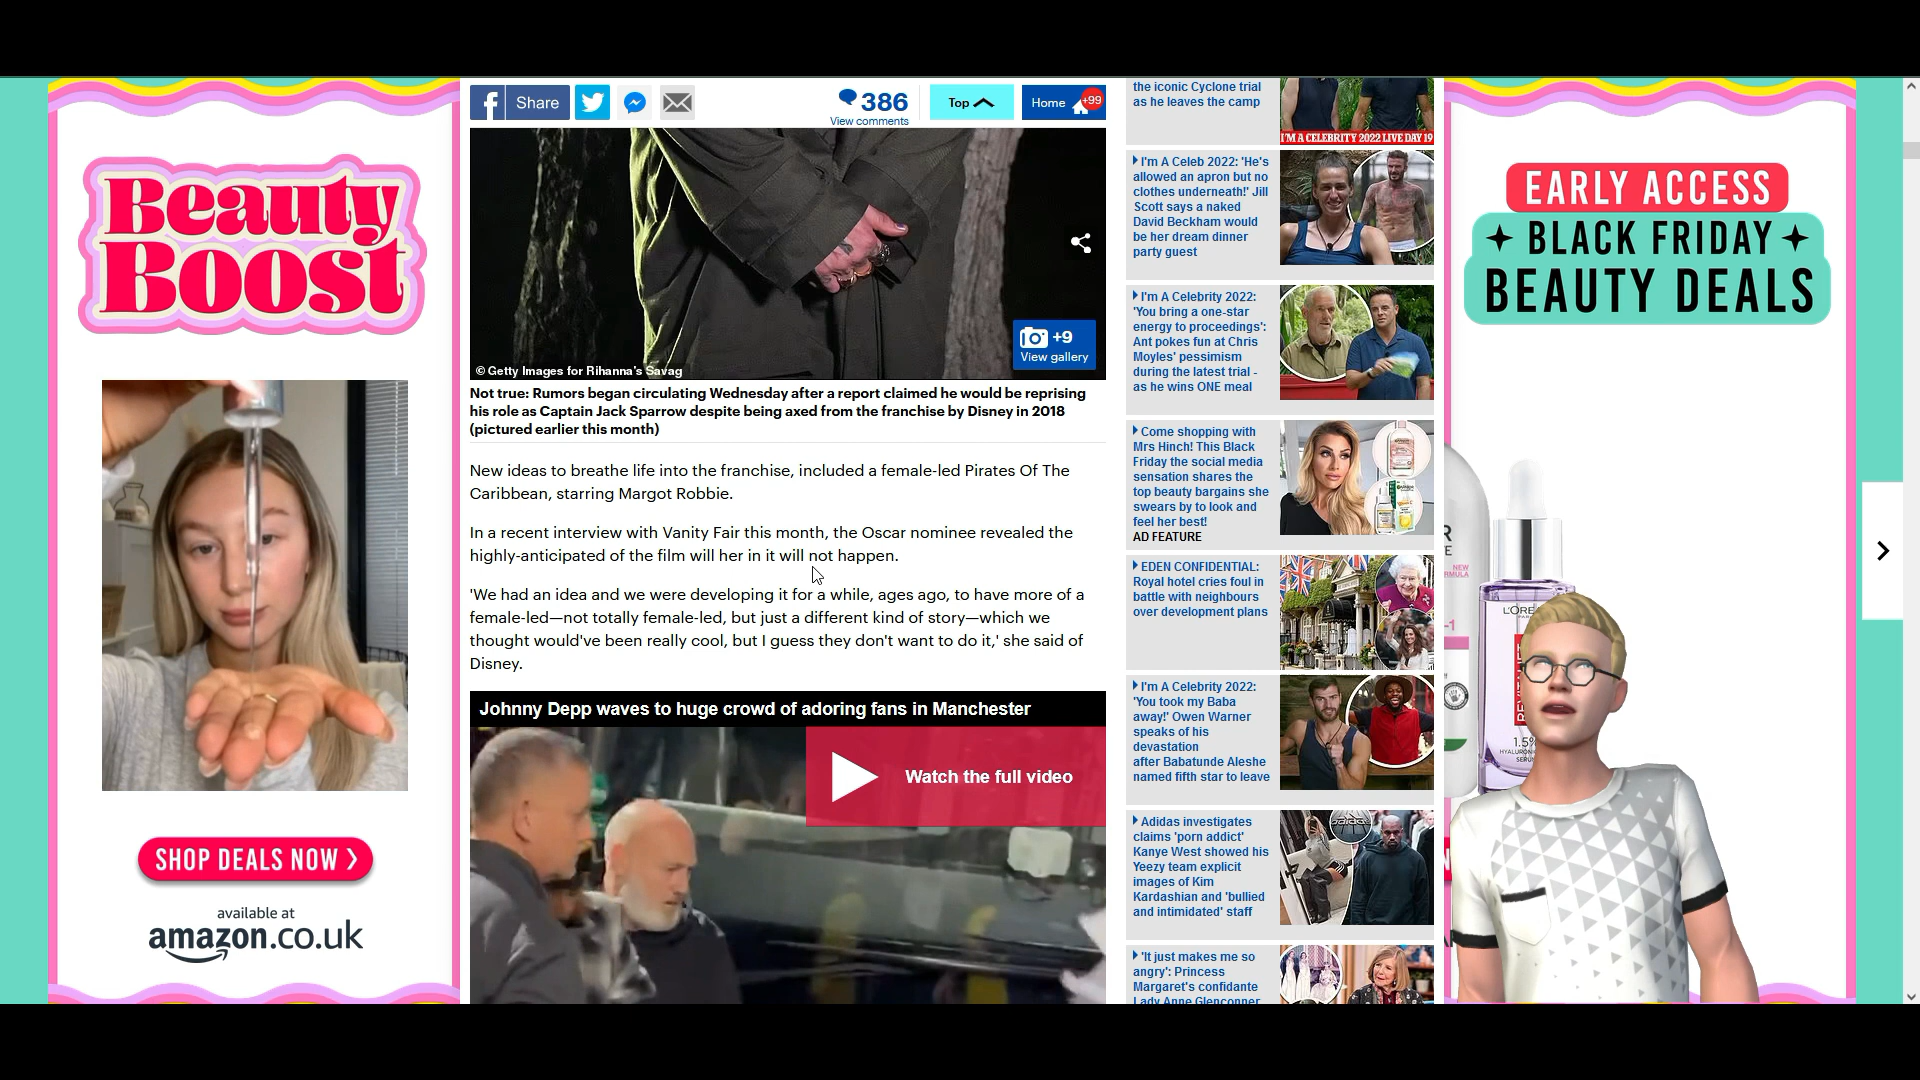 Beauty
Boost
SHOP DEALS NOW ❯
available at
amazon.co.uk
Share
386
View comments
Top
Home
+99
+9
View gallery
© Getty Images for Rihanna's Savag
Not true: Rumors began circulating Wednesday after a report claimed he would be reprising
his role as Captain Jack Sparrow despite being axed from the franchise by Disney in 2018
(pictured earlier this month)
New ideas to breathe life into the franchise, included a female-led Pirates Of The
Caribbean, starring Margot Robbie.
In a recent interview with Vanity Fair this month, the Oscar nominee revealed the
highly-anticipated of the film will her in it will not happen.
'We had an idea and we were developing it for a while, ages ago, to have more of a
female-led—not totally female-led, but just a different kind of story—which we
thought would've been really cool, but I guess they don't want to do it,' she said of
Disney.
Johnny Depp waves to huge crowd of adoring fans in Manchester
Watch the full video
the iconic Cyclone trial
as he leaves the camp
I'M A CELEBRITY 2022 LIVE DAY 19
I'm A Celeb 2022: 'He's
allowed an apron but no
clothes underneath!' Jill
Scott says a naked
David Beckham would
be her dream dinner
party guest
I'm A Celebrity 2022:
'You bring a one-star
energy to proceedings':
Ant pokes fun at Chris
Moyles' pessimism
during the latest trial -
as he wins ONE meal
Come shopping with
Mrs Hinch! This Black
Friday the social media
sensation shares the
top beauty bargains she
swears by to look and
feel her best!
AD FEATURE
EDEN CONFIDENTIAL:
Royal hotel cries foul in
battle with neighbours
over development plans
I'm A Celebrity 2022:
'You took my Baba
away!' Owen Warner
speaks of his
devastation
after Babatunde Aleshe
named fifth star to leave
Adidas investigates
claims 'porn addict'
Kanye West showed his
Yeezy team explicit
images of Kim
Kardashian and 'bullied
and intimidated' staff
adidas
'It just makes me so
angry': Princess
Margaret's confidante
Lady Anne Glenconner
EARLY ACCESS
BLACK FRIDAY
BEAUTY DEALS
NEW
L'ORÉA
1.5%